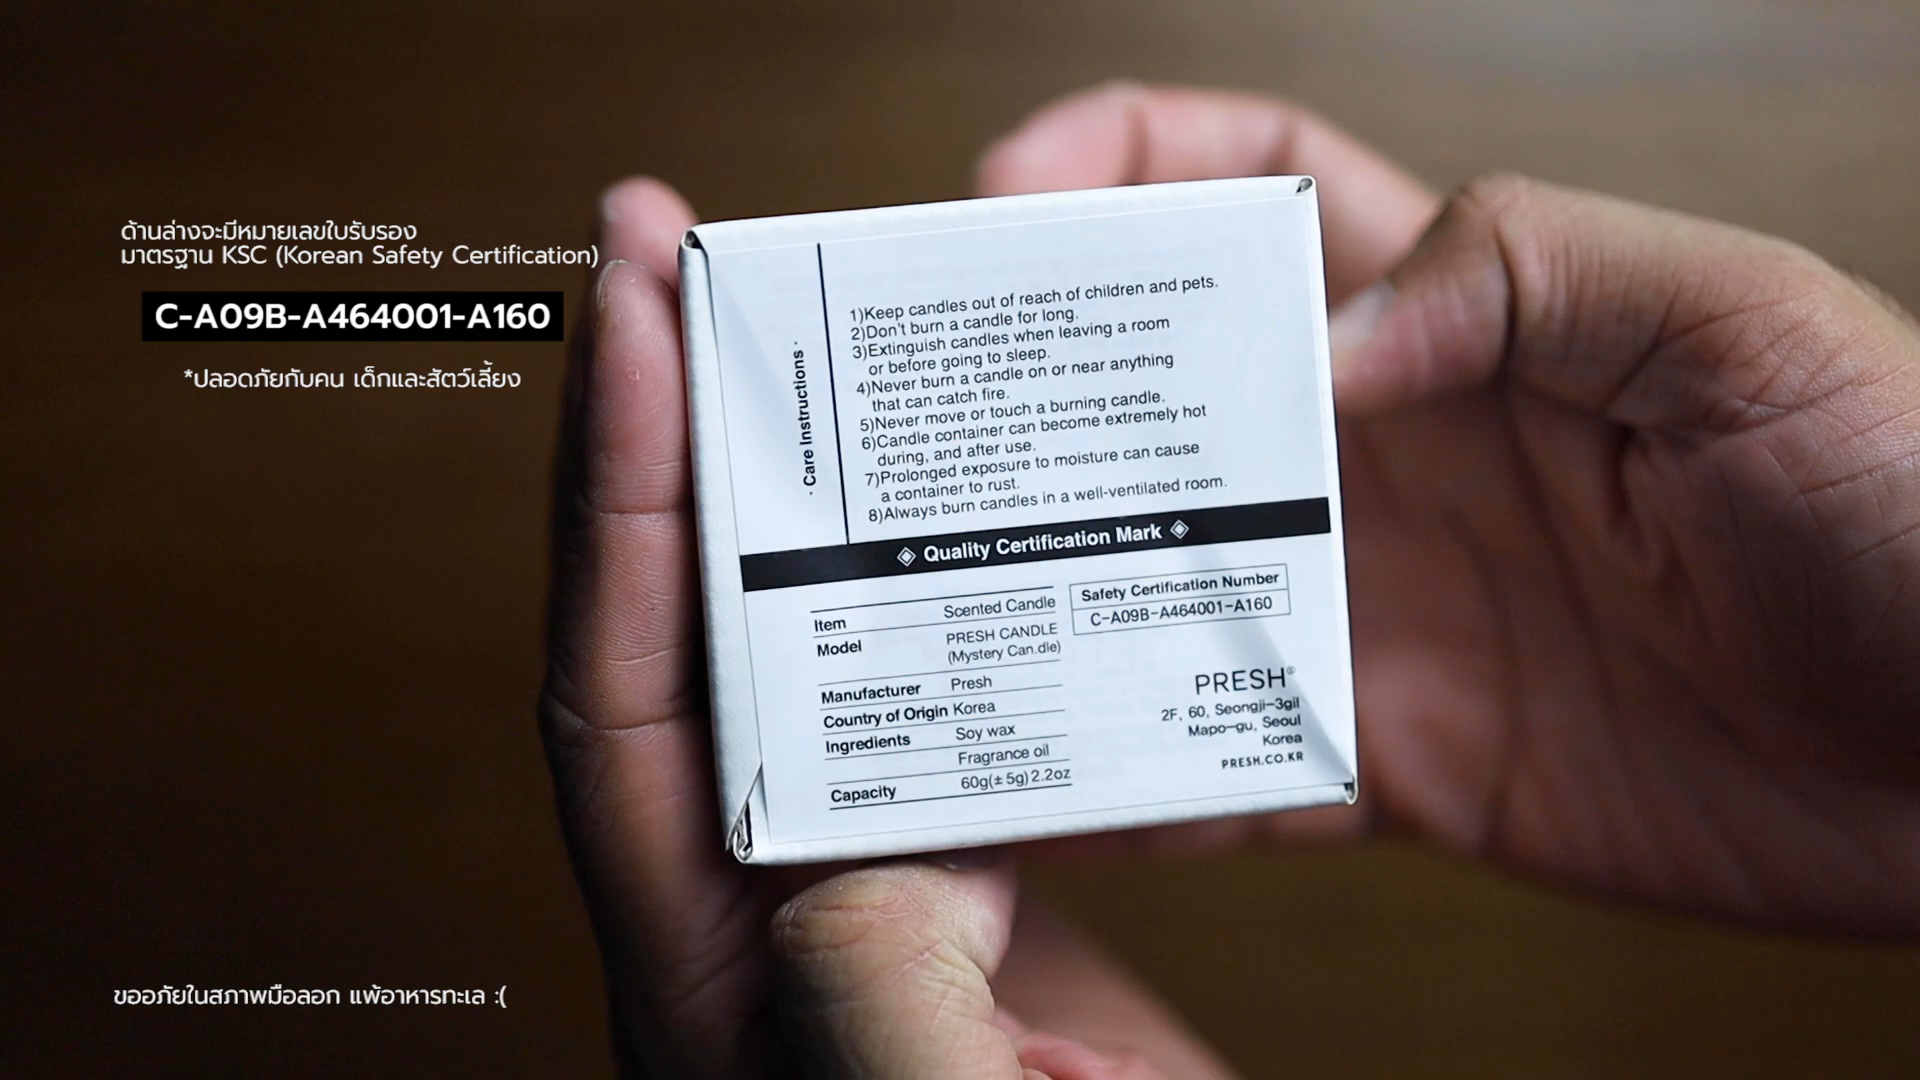 ด้านล่างจะมีหมายเลขใบรับรอง
มาตรฐาน KSC (Korean Safety Certification)
C-A09B-A464001-A160
*ปลอดภัยกับคน เด็กและสัตว์เลี้ยง
· Care Instructions ·
1)Keep candles out of reach of children and pets.
2)Don't burn a candle for long.
3)Extinguish candles when leaving a room
or before going to sleep.
4)Never burn a candle on or near anything
that can catch fire.
5)Never move or touch a burning candle.
6)Candle container can become extremely hot
during, and after use.
7)Prolonged exposure to moisture can cause
a container to rust.
8)Always burn candles in a well-ventilated room.
Quality Certification Mark
Item Scented Candle
Model PRESH CANDLE
(Mystery Can.dle)
Manufacturer Presh
Country of Origin Korea
Ingredients Soy wax
Fragrance oil
Capacity 60g(± 5g) 2.2oz
Safety Certification Number
C-A09B-A464001-A160
PRESH®
2F, 60, Seongji-3gil
Mapo-gu, Seoul
Korea
PRESH.CO.KR
ขออภัยในสภาพมือลอก แพ้อาหารทะเล :(